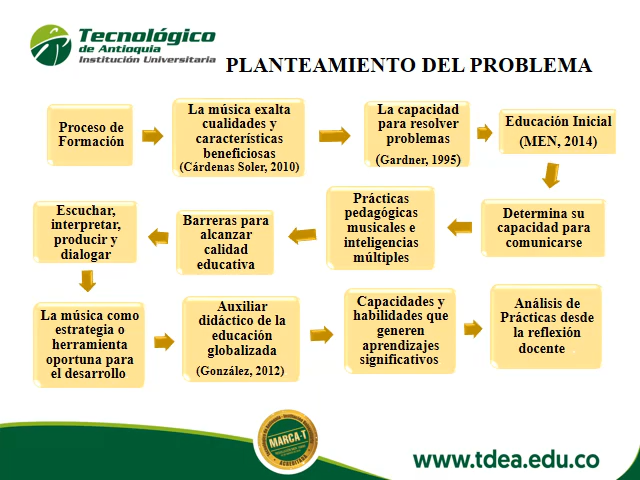 Tecnológico
de Antioquia
Institución Universitaria
PLANTEAMIENTO DEL PROBLEMA
Proceso de
Formación
La música exalta
cualidades y
características
beneficiosas
(Cárdenas Soler, 2010)
La capacidad
para resolver
problemas
(Gardner, 1995)
Educación Inicial
(MEN, 2014)
Determina su
capacidad para
comunicarse
Prácticas
pedagógicas
musicales e
inteligencias
múltiples
Barreras para
alcanzar
calidad
educativa
Escuchar,
interpretar,
producir y
dialogar
La música como
estrategia o
herramienta
oportuna para
el desarrollo
Auxiliar
didáctico de la
educación
globalizada
(González, 2012)
Capacidades y
habilidades que
generen
aprendizajes
significativos
Análisis de
Prácticas desde
la reflexión
docente
MARCA-T
ACREDITADA
www.tdea.edu.co